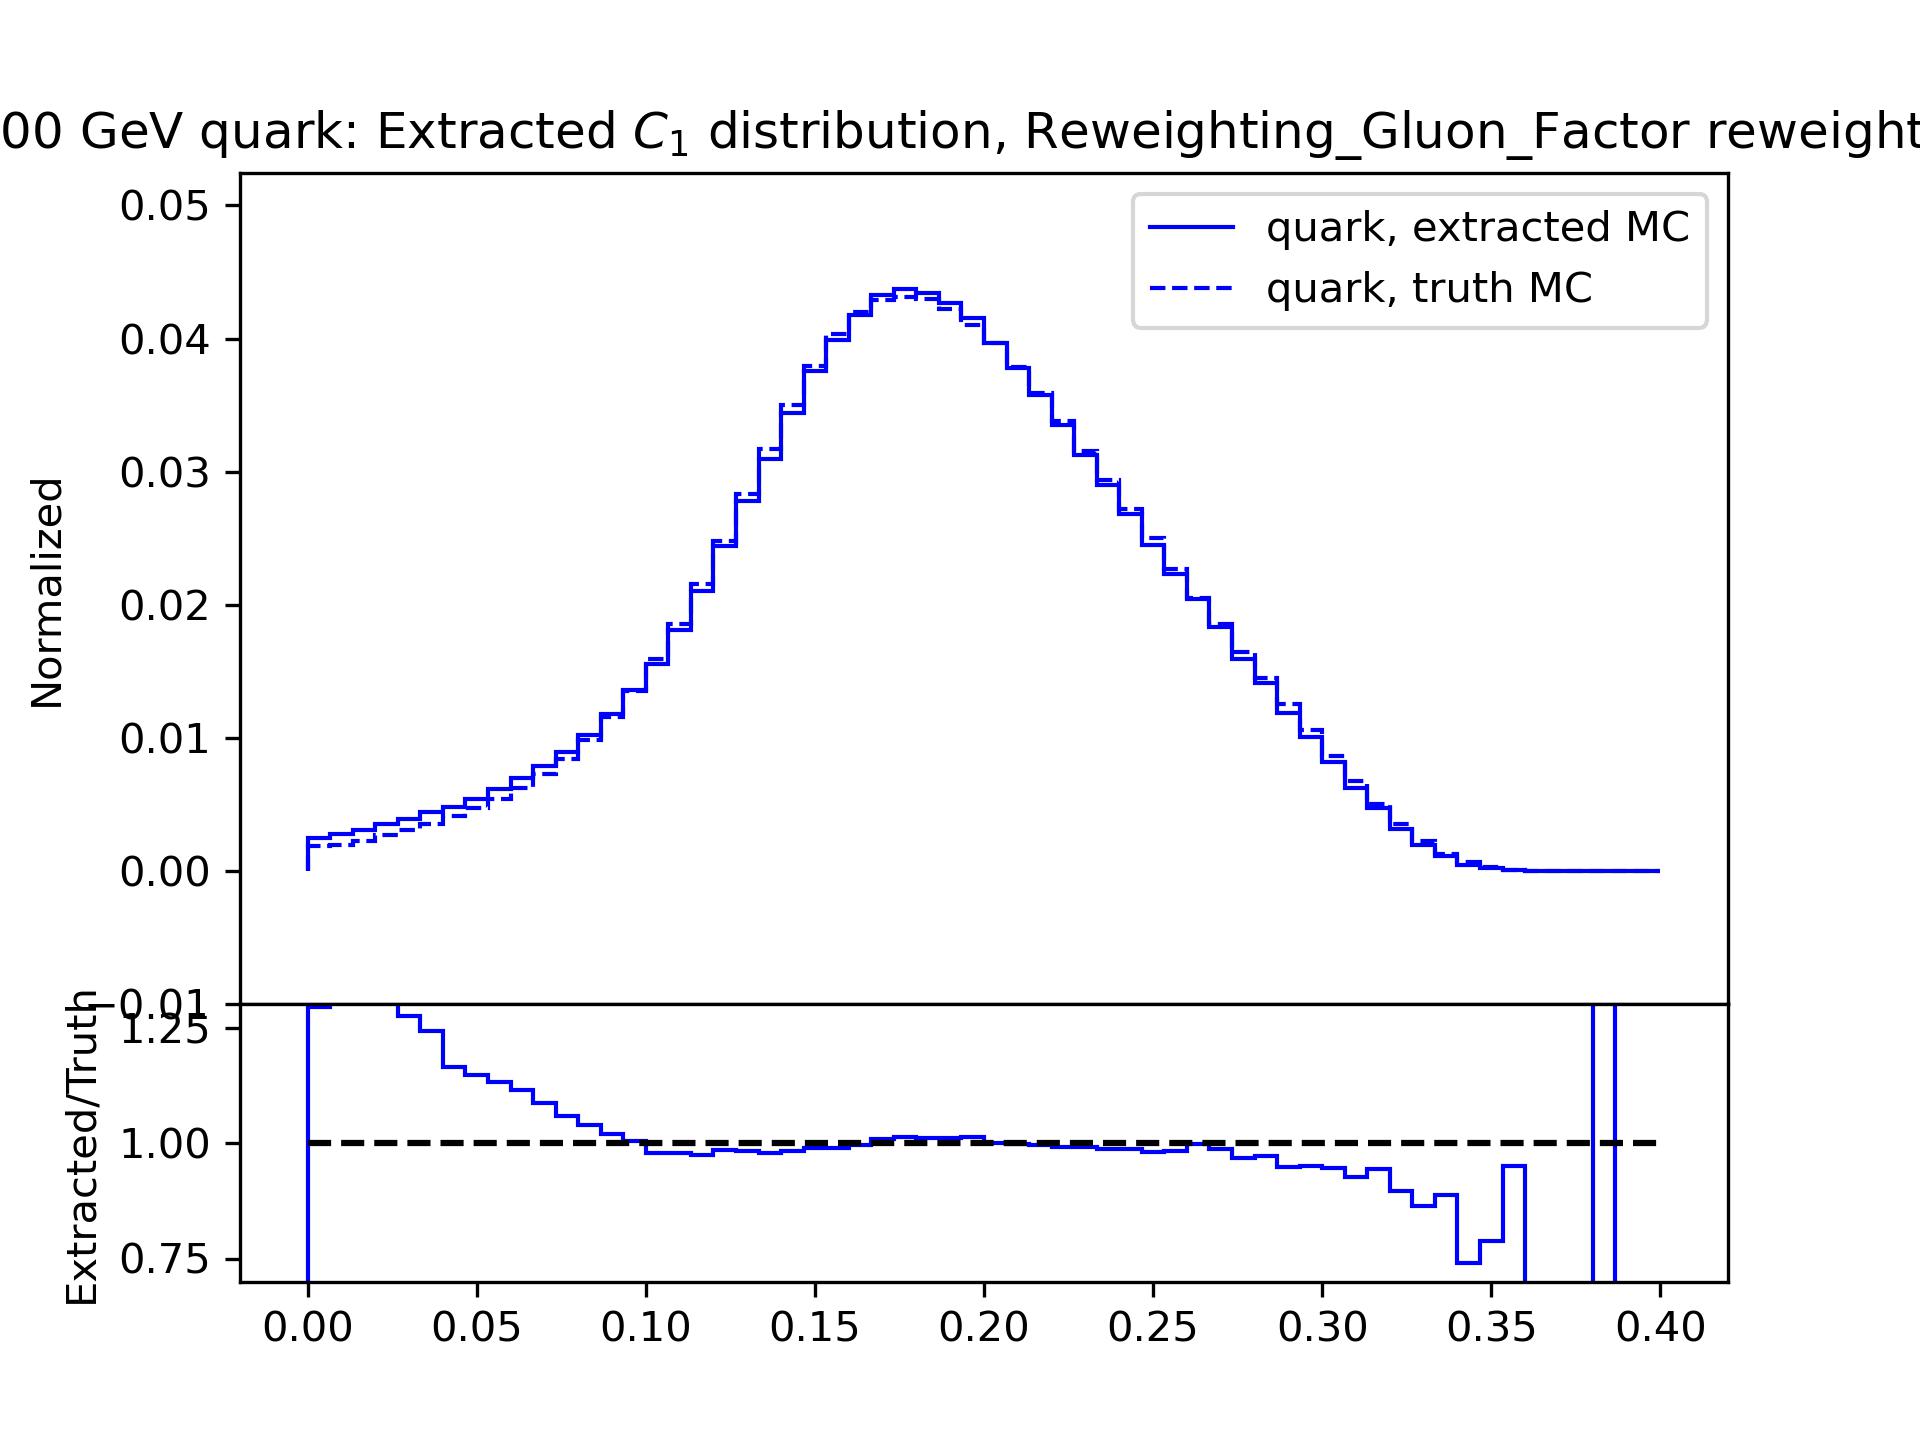 00 GeV quark: Extracted C₁ distribution, Reweighting_Gluon_Factor reweight
quark, extracted MC
quark, truth MC
Normalized
0.05
0.04
0.03
0.02
0.01
0.00
−0.01
Extracted/Truth
1.25
1.00
0.75
0.00 0.05 0.10 0.15 0.20 0.25 0.30 0.35 0.40